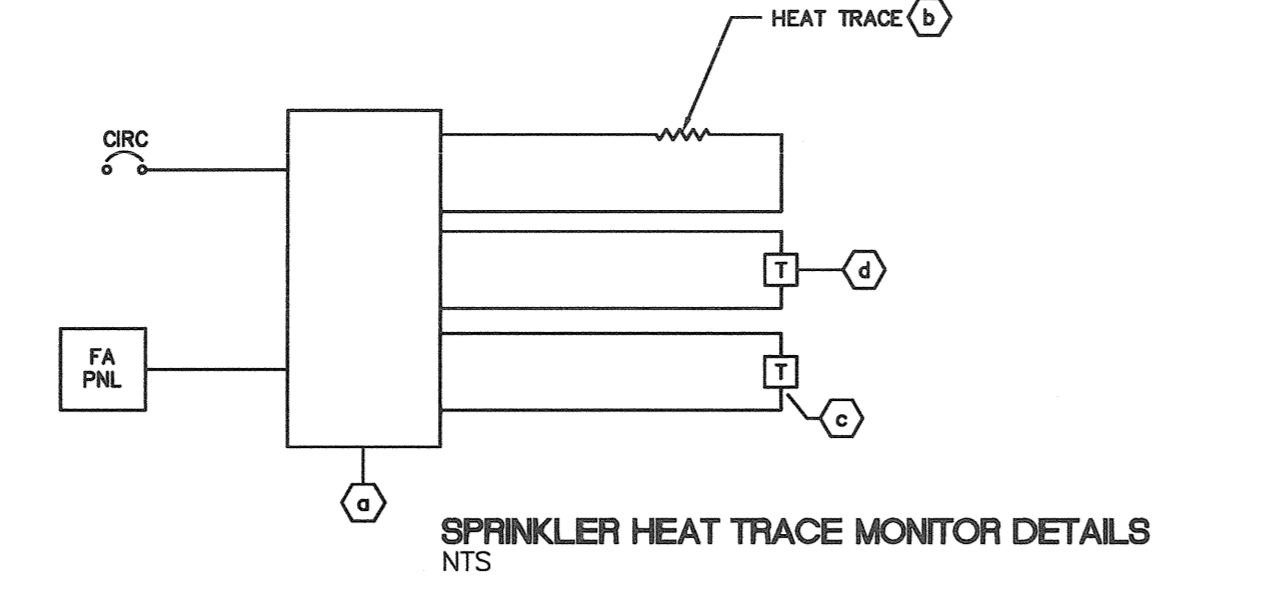 HEAT TRACE b
CIRC
T d
FA
PNL
T
c
a
SPRINKLER HEAT TRACE MONITOR DETAILS
NTS